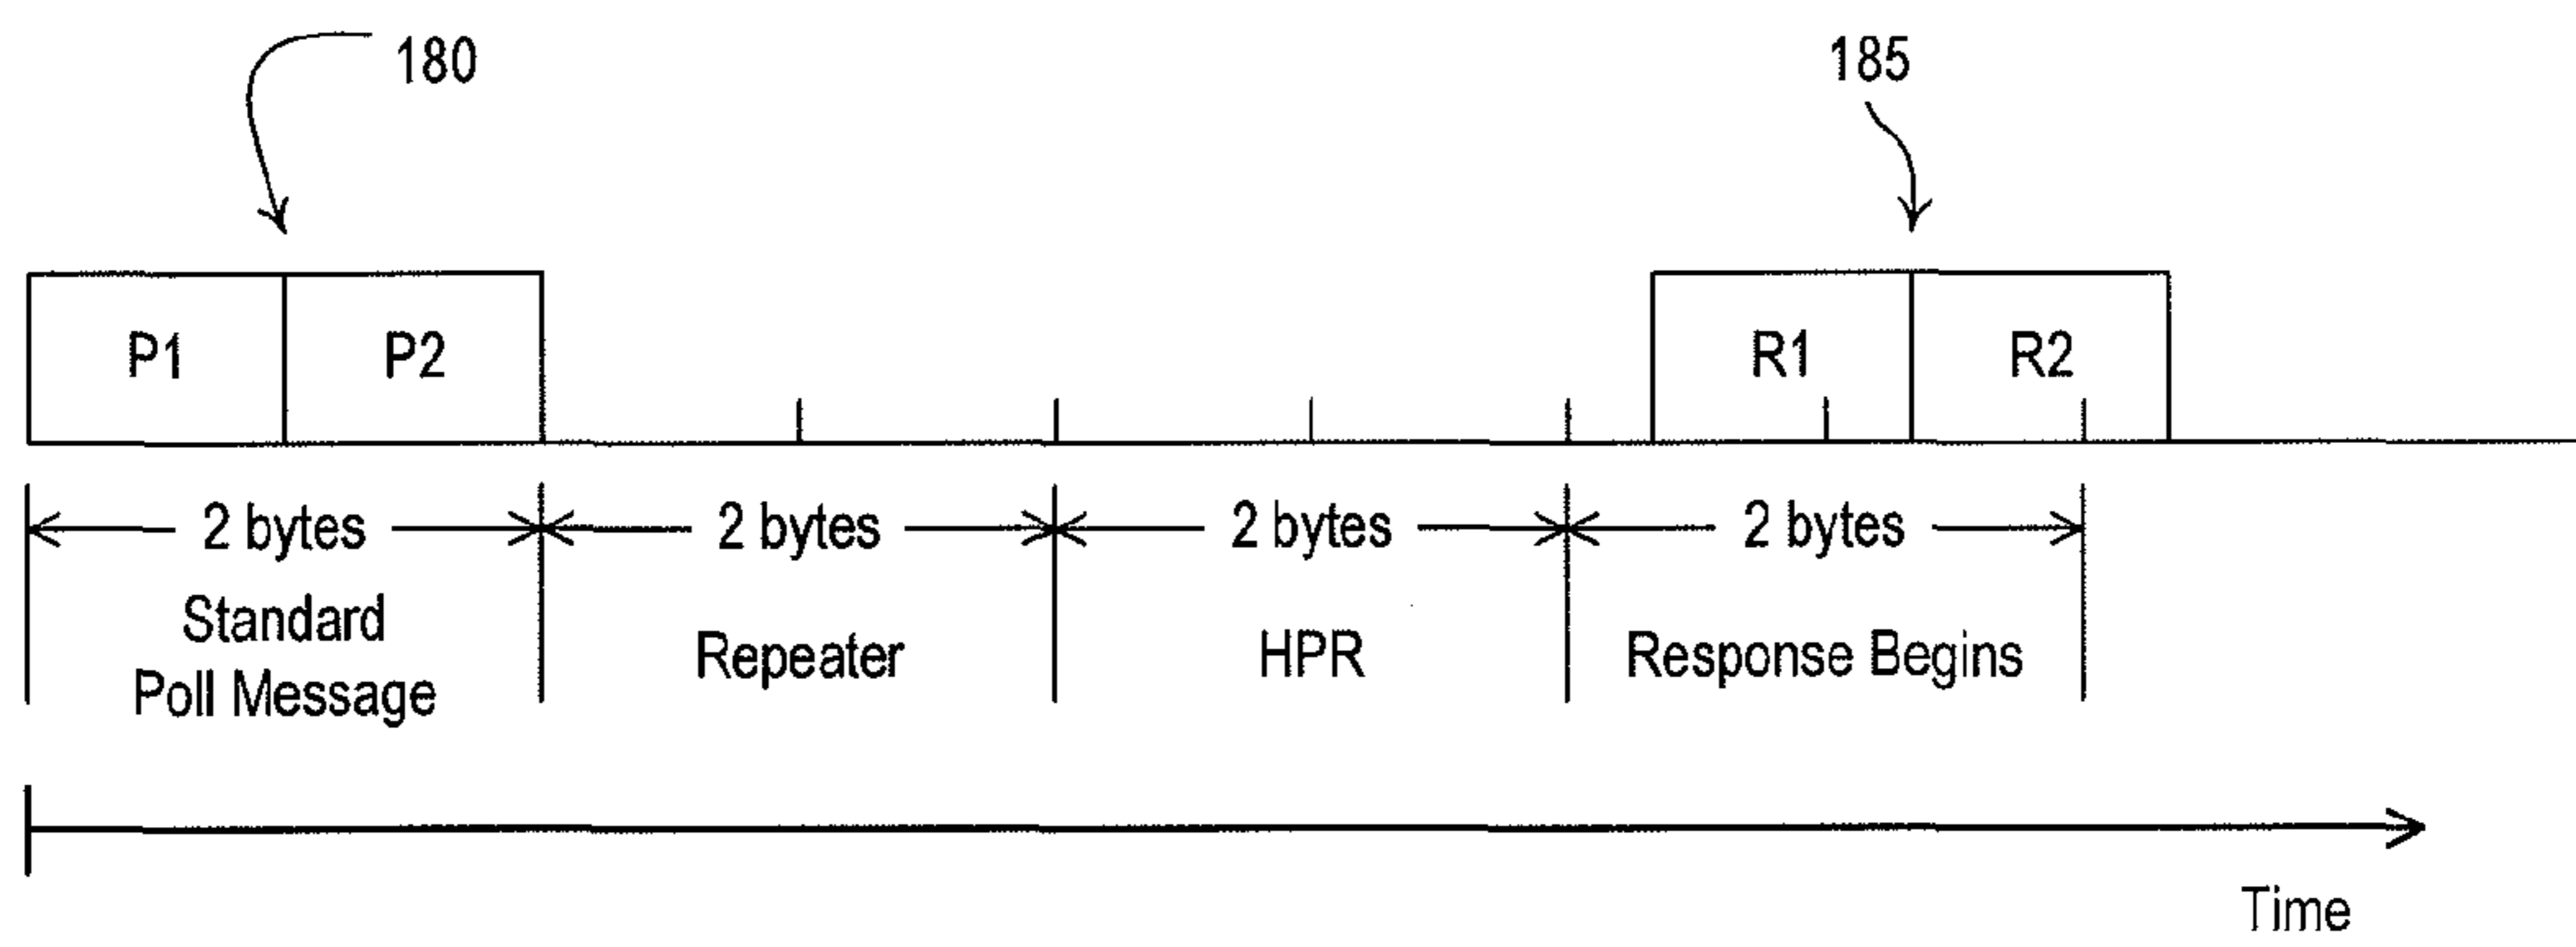 180
185
P1
P2
R1
R2
2 bytes
2 bytes
2 bytes
2 bytes
Standard
Poll Message
Repeater
HPR
Response Begins
Time